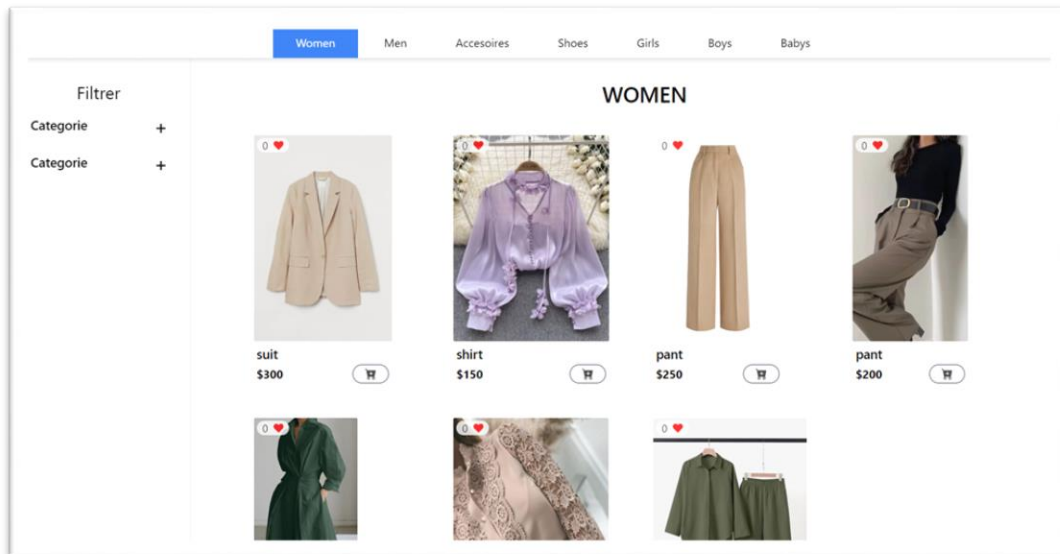 Women Men Accesoires Shoes Girls Boys Babys
Filtrer
Categorie +
Categorie +
WOMEN
0 0 0 0
suit shirt pant pant
$300 $150 $250 $200
0 0 0